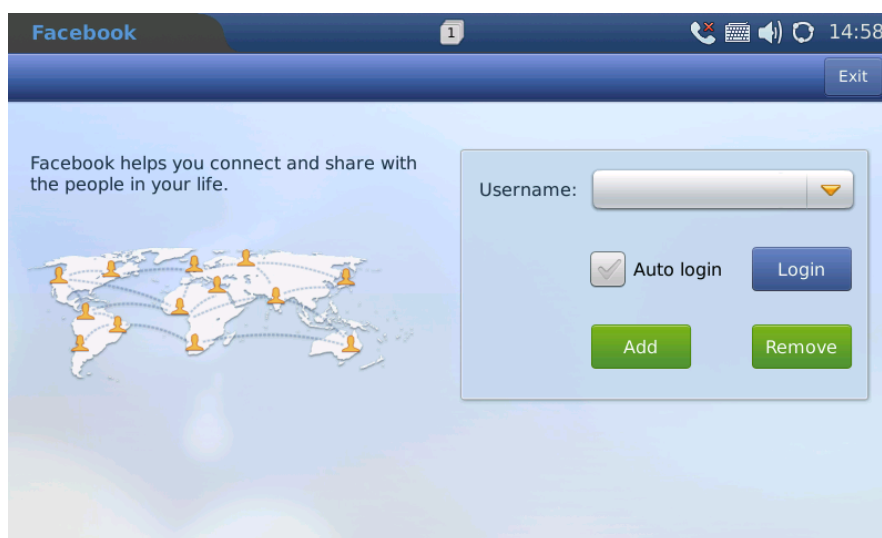 Facebook
1
14:58
Exit
Facebook helps you connect and share with
the people in your life.
Username:
Auto login
Login
Add
Remove